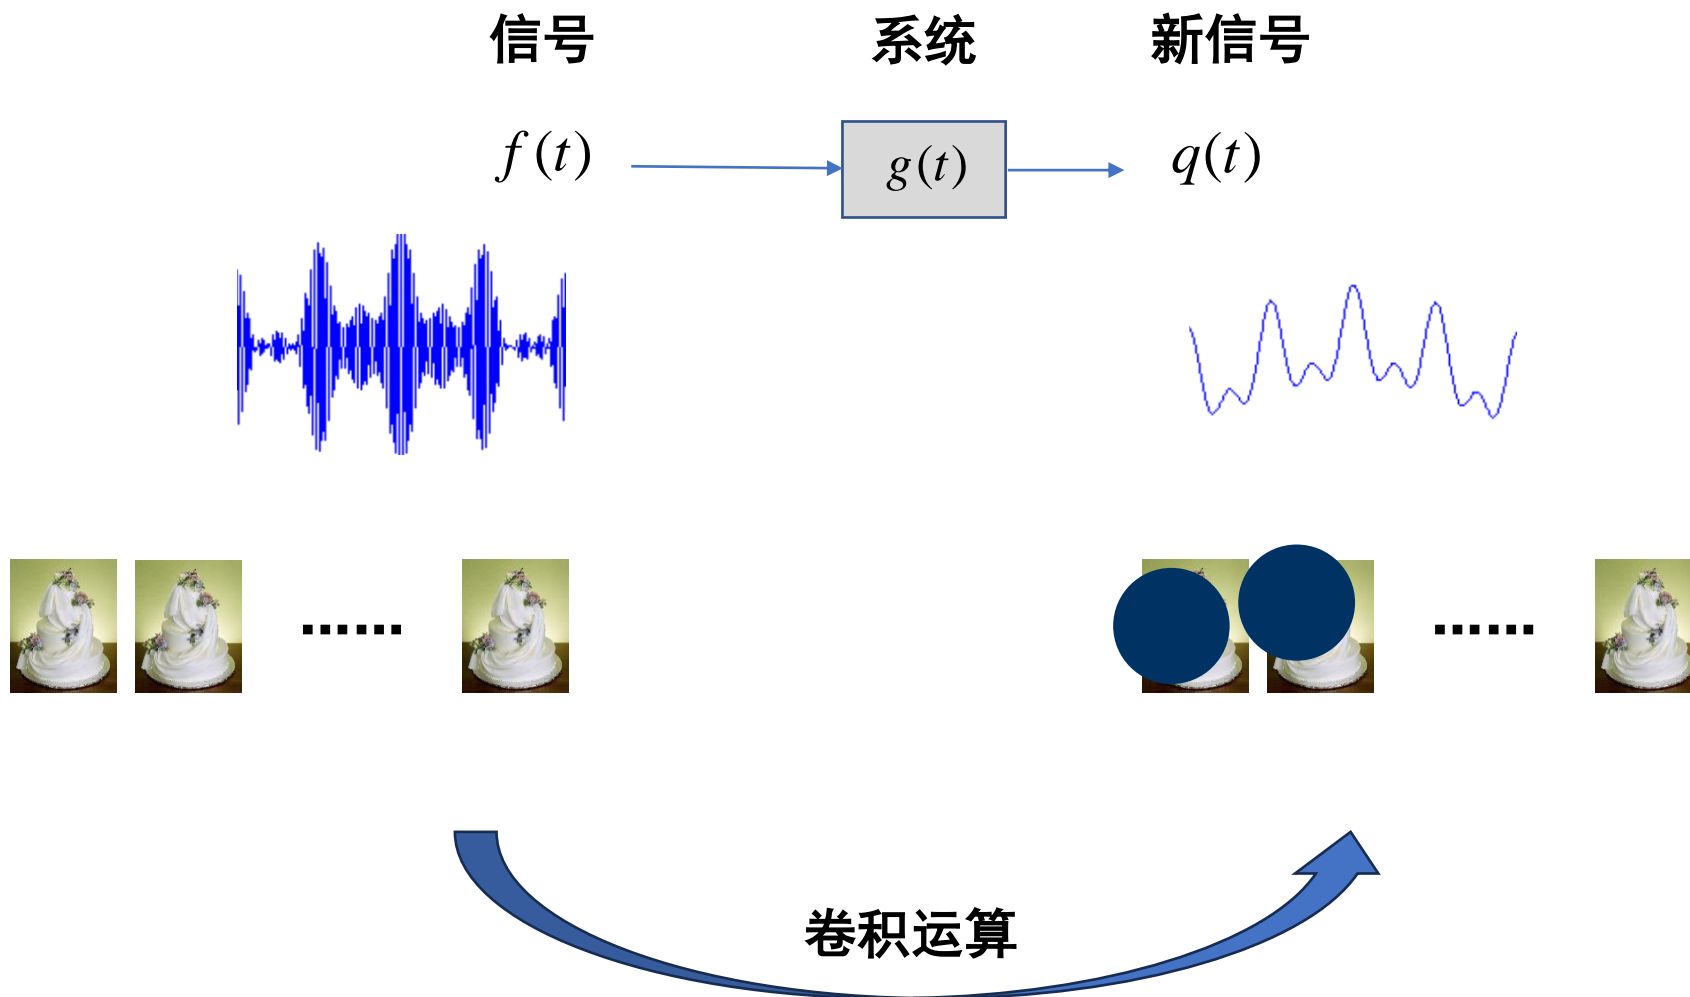 信号 系统 新信号
f(t) g(t) q(t)
......  ......
卷积运算